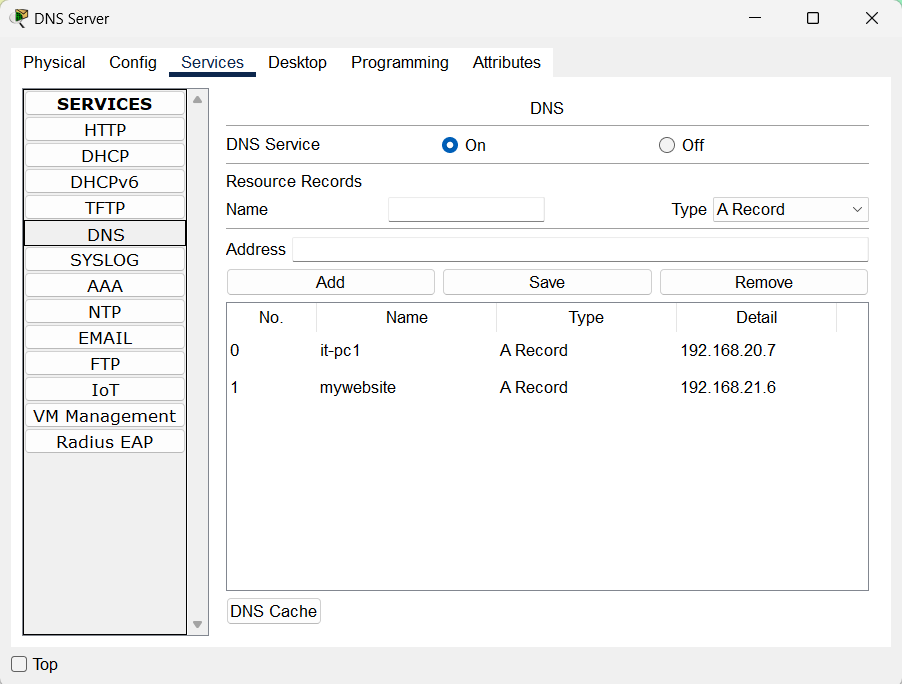 DNS Server
Physical Config Services Desktop Programming Attributes
SERVICES
HTTP
DHCP
DHCPv6
TFTP
DNS
SYSLOG
AAA
NTP
EMAIL
FTP
IoT
VM Management
Radius EAP
DNS
DNS Service On Off
Resource Records
Name Type A Record
Address
Add Save Remove
No. Name Type Detail
0 it-pc1 A Record 192.168.20.7
1 mywebsite A Record 192.168.21.6
DNS Cache
Top